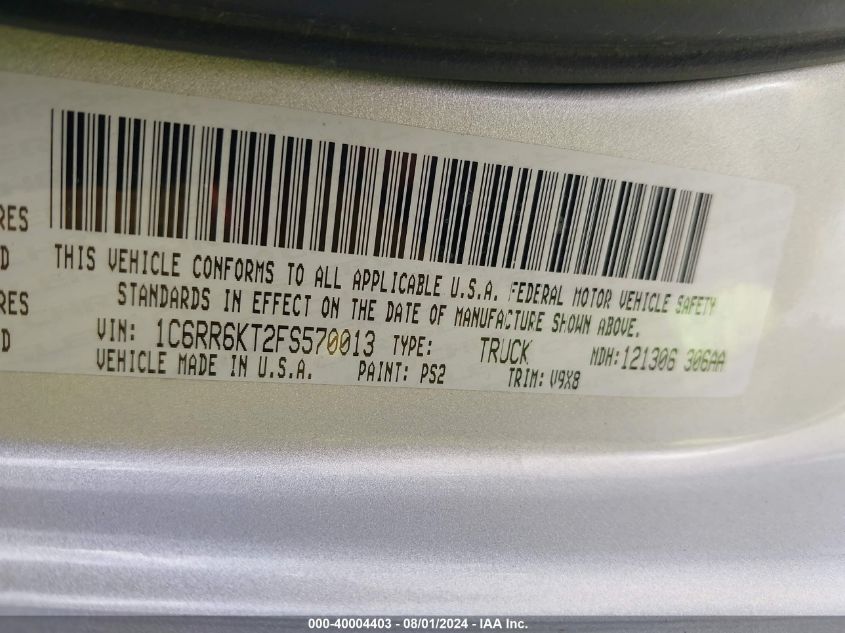 RES
D
RES
D
THIS VEHICLE CONFORMS TO ALL APPLICABLE U.S.A. FEDERAL MOTOR VEHICLE SAFETY
STANDARDS IN EFFECT ON THE DATE OF MANUFACTURE SHOWN ABOVE.
VIN: 1C6RR6KT2FS570013 TYPE: TRUCK MDH:121306 306AA
VEHICLE MADE IN U.S.A. PAINT: PS2 TRIM: V9X8
000-40004403 - 08/01/2024 - IAA Inc.